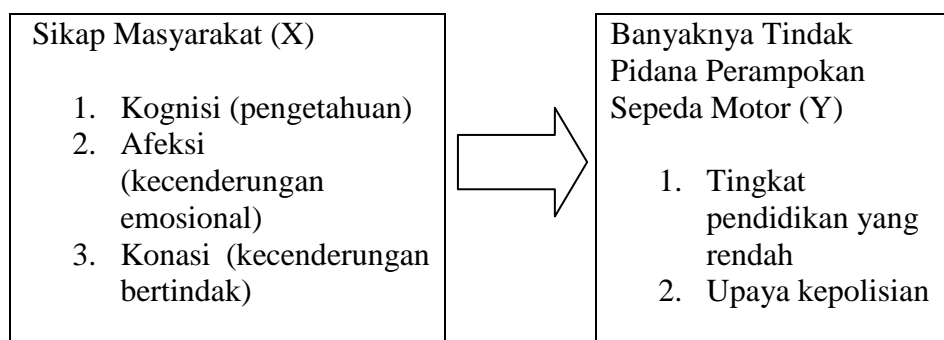 Sikap Masyarakat (X)
1. Kognisi (pengetahuan)
2. Afeksi
(kecenderungan
emosional)
3. Konasi (kecenderungan
bertindak)
Banyaknya Tindak
Pidana Perampokan
Sepeda Motor (Y)
1. Tingkat
pendidikan yang
rendah
2. Upaya kepolisian